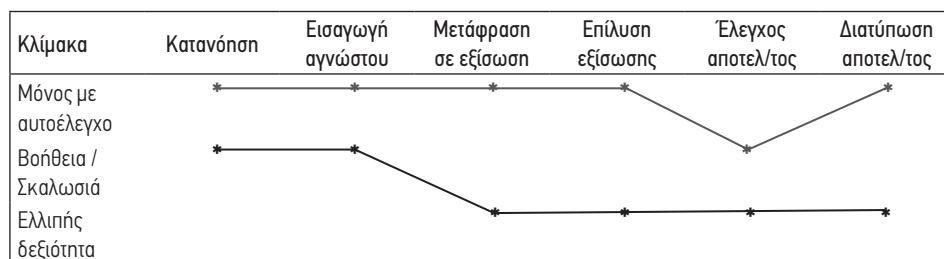 Κλίμακα Κατανόηση Εισαγωγή αγνώστου Μετάφραση σε εξίσωση Επίλυση εξίσωσης Έλεγχος αποτελ/τος Διατύπωση αποτελ/τος
Μόνος με
αυτοέλεγχο
Βοήθεια /
Σκαλωσιά
Ελλιπής
δεξιότητα